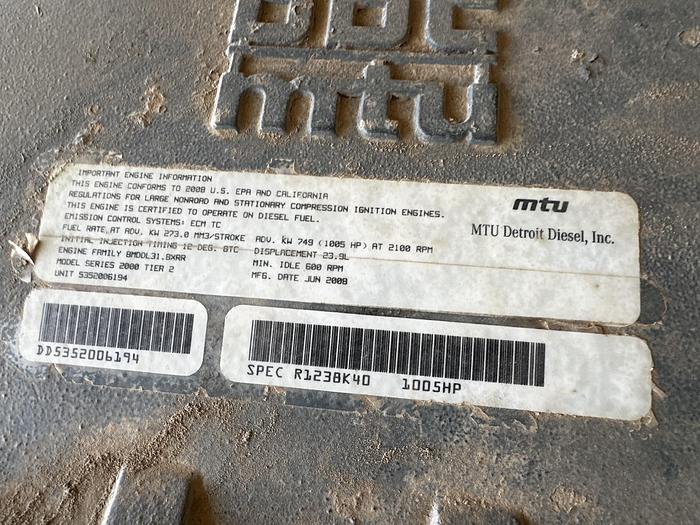 DDC
mtu
IMPORTANT ENGINE INFORMATION
THIS ENGINE CONFORMS TO 2008 U.S. EPA AND CALIFORNIA
REGULATIONS FOR LARGE NONROAD AND STATIONARY COMPRESSION IGNITION ENGINES.
THIS ENGINE IS CERTIFIED TO OPERATE ON DIESEL FUEL.
EMISSION CONTROL SYSTEMS: ECM TC
FUEL RATE AT ADV. KW 273.0 MM3/STROKE ADV. KW 749 (1005 HP) AT 2100 RPM
INITIAL INJECTION TIMING 12 DEG. BTC DISPLACEMENT 23.9L
ENGINE FAMILY 8MDDL31.8XRR MIN. IDLE 600 RPM
MODEL SERIES 2000 TIER 2 MFG. DATE JUN 2008
UNIT 5352006194
mtu
MTU Detroit Diesel, Inc.
DD5352006194
SPEC R1238K40 1005HP